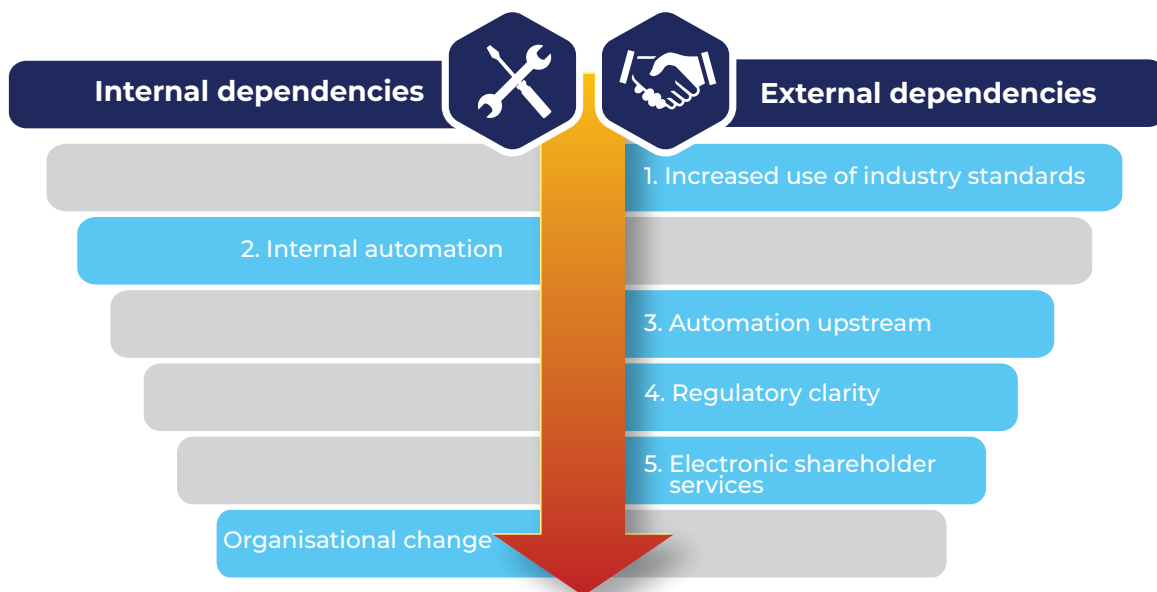 Internal dependencies
External dependencies
1. Increased use of industry standards
2. Internal automation
3. Automation upstream
4. Regulatory clarity
5. Electronic shareholder
services
Organisational change